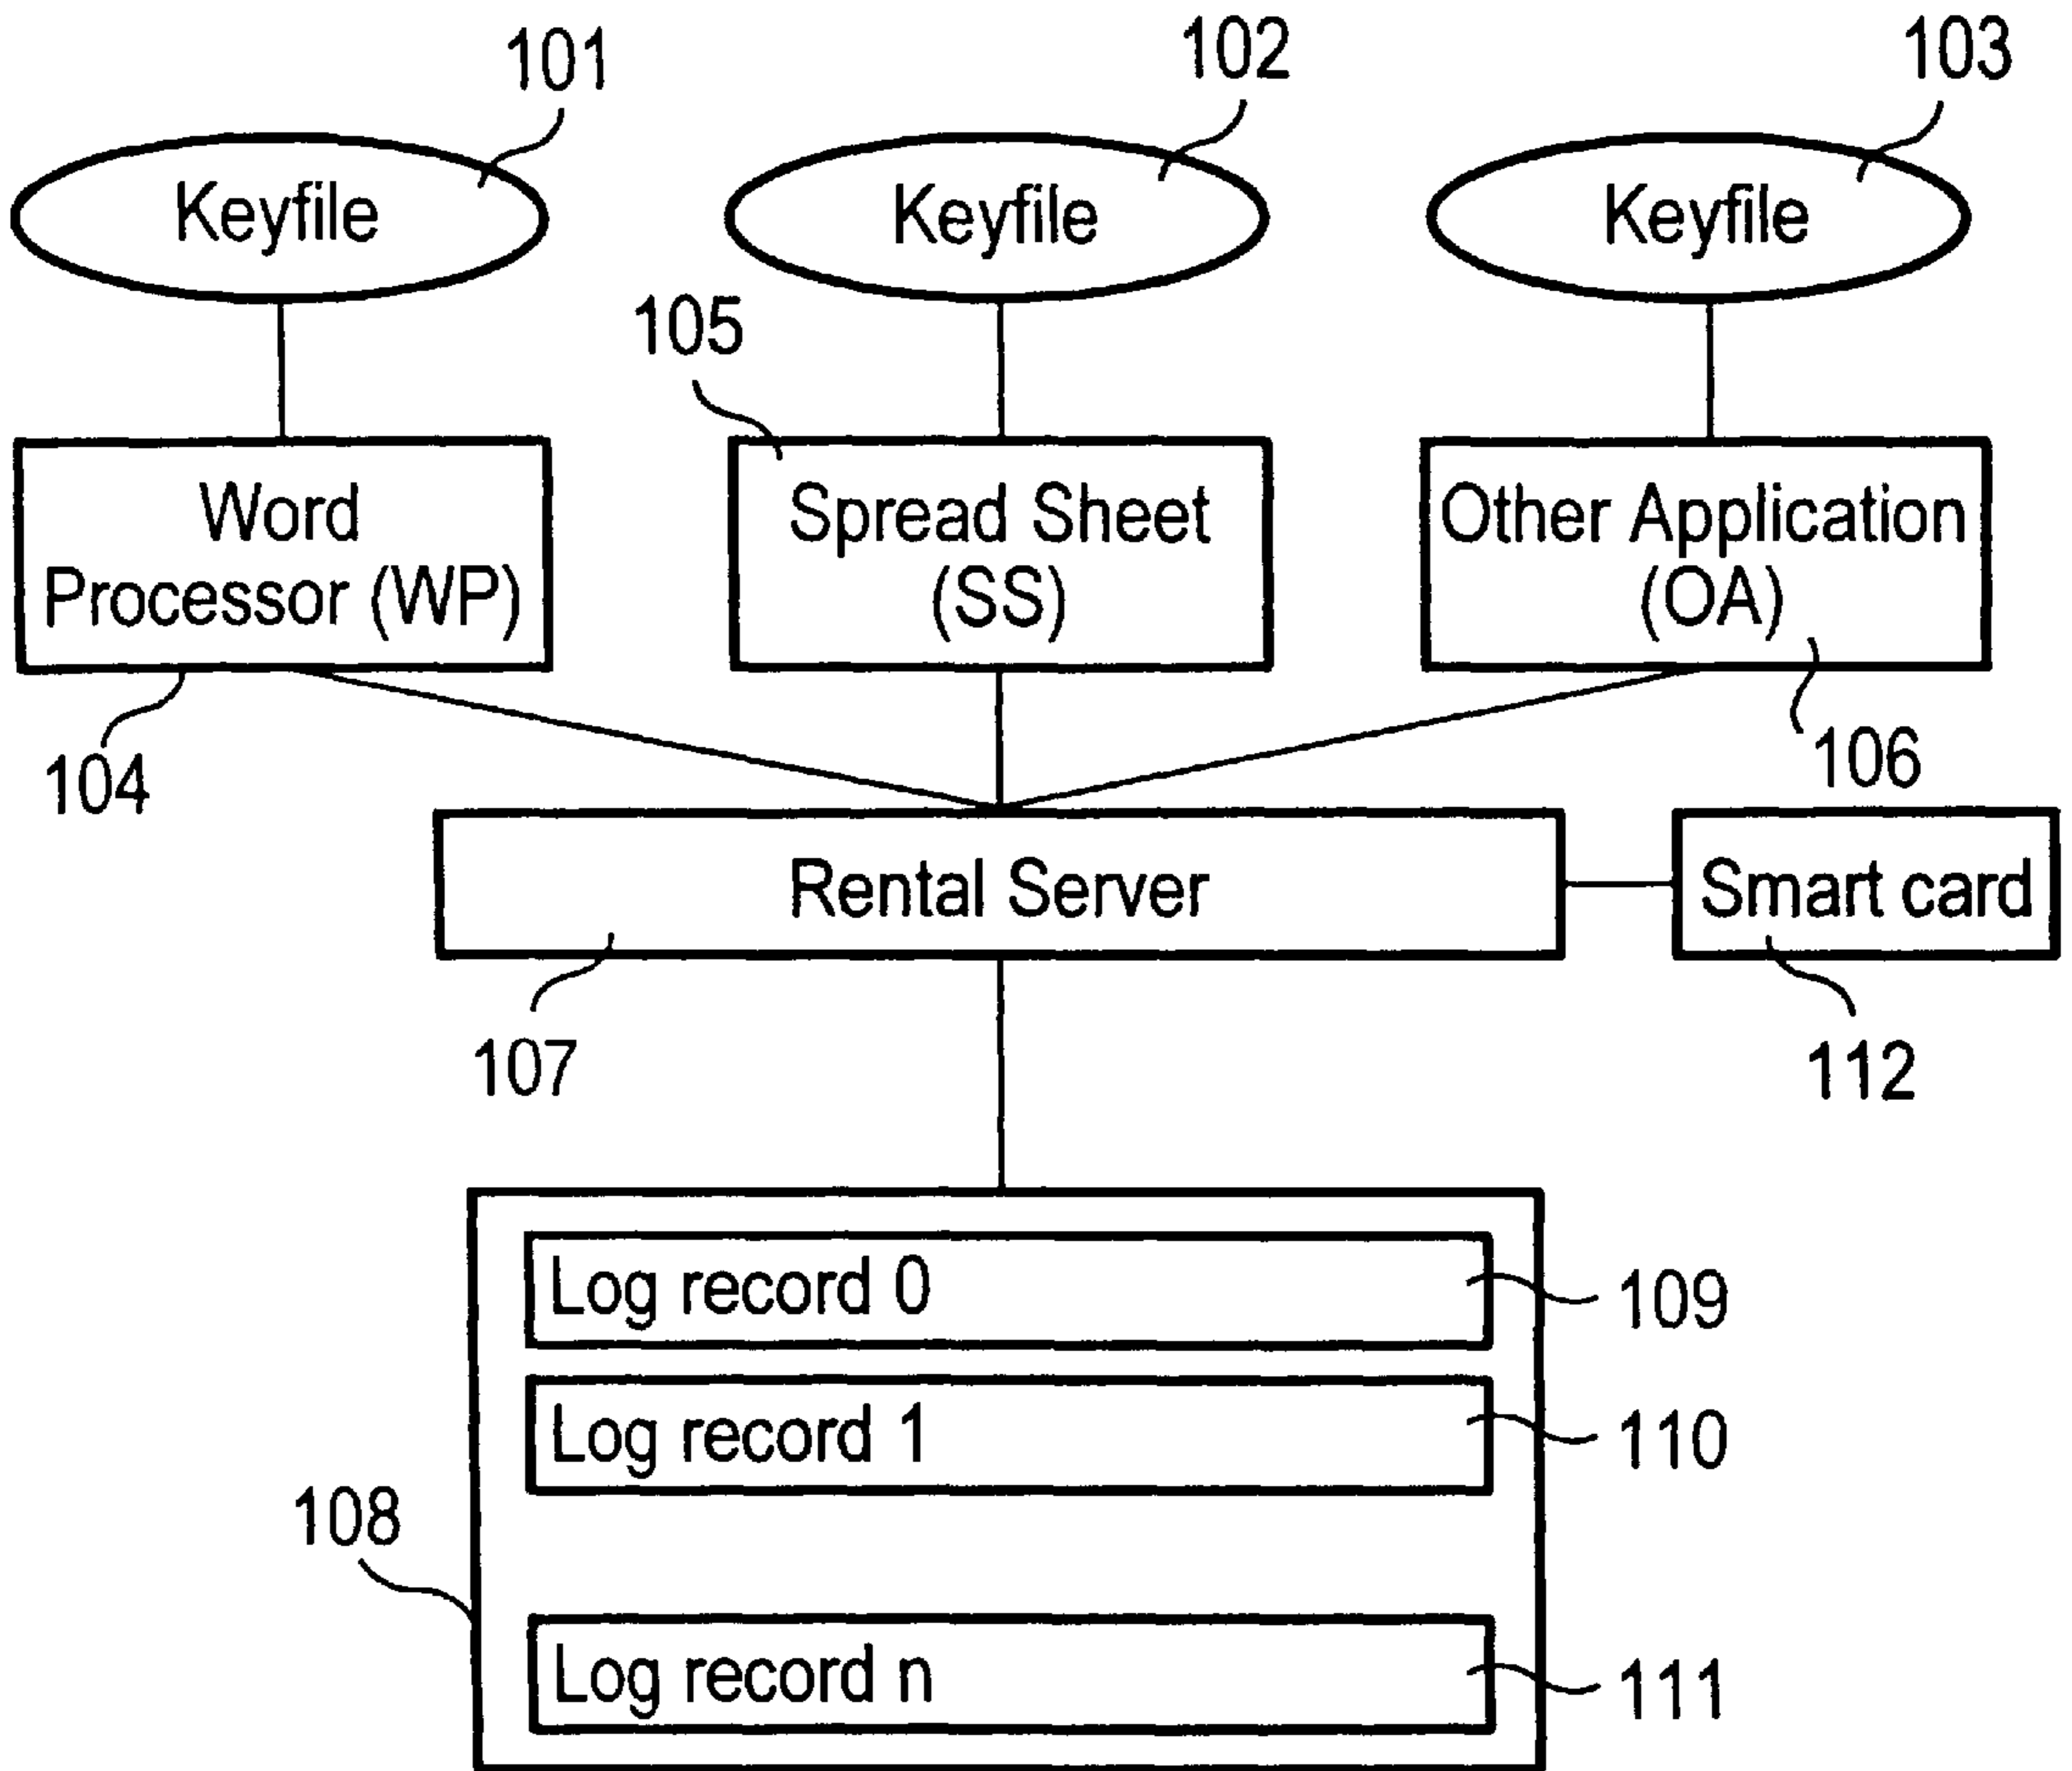 101
102
103
Keyfile
Keyfile
Keyfile
105
Word
Processor (WP)
Spread Sheet
(SS)
Other Application
(OA)
104
106
Rental Server
Smart card
107
112
Log record 0
109
Log record 1
110
108
Log record n
111